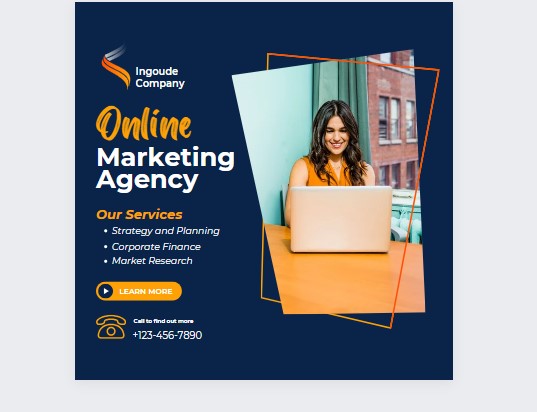 Ingoude
Company
Online
Marketing
Agency
Our Services
• Strategy and Planning
• Corporate Finance
• Market Research
LEARN MORE
Call to find out more
+123-456-7890